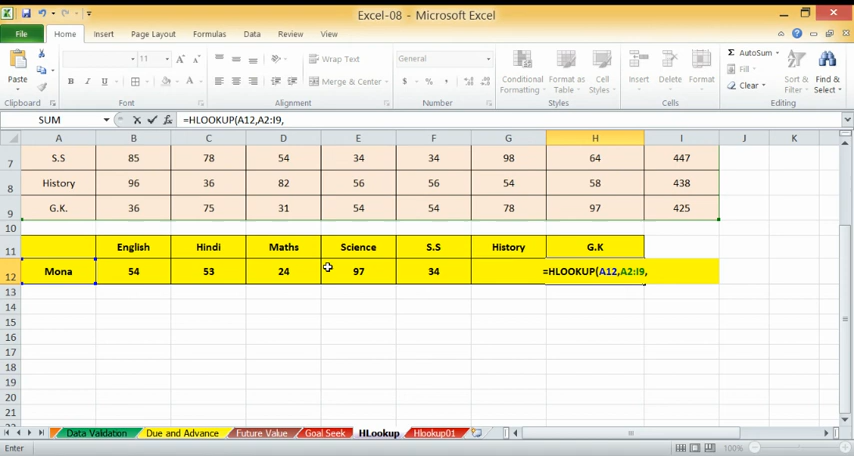 Excel-08 - Microsoft Excel
File Home Insert Page Layout Formulas Data Review View
11 Wrap Text General AutoSum
Paste Merge & Center Conditional Formatting Format as Table Cell Styles Insert Delete Format Fill Clear Sort & Filter Find & Select
B I U A A $ % ,
Clipboard Font Alignment Number Styles Cells Editing
SUM fx =HLOOKUP(A12,A2:I9,
A B C D E F G H I J K
7 S.S 85 78 54 34 34 98 64 447
8 History 96 36 82 56 56 54 58 438
9 G.K. 36 75 31 54 54 78 97 425
10
11 English Hindi Maths Science S.S History G.K
12 Mona 54 53 24 97 34 =HLOOKUP(A12,A2:I9,
13
14
15
16
17
18
19
20
21
22
Data Validation Due and Advance Future Value Goal Seek HLookup Hlookup01
Enter 100%